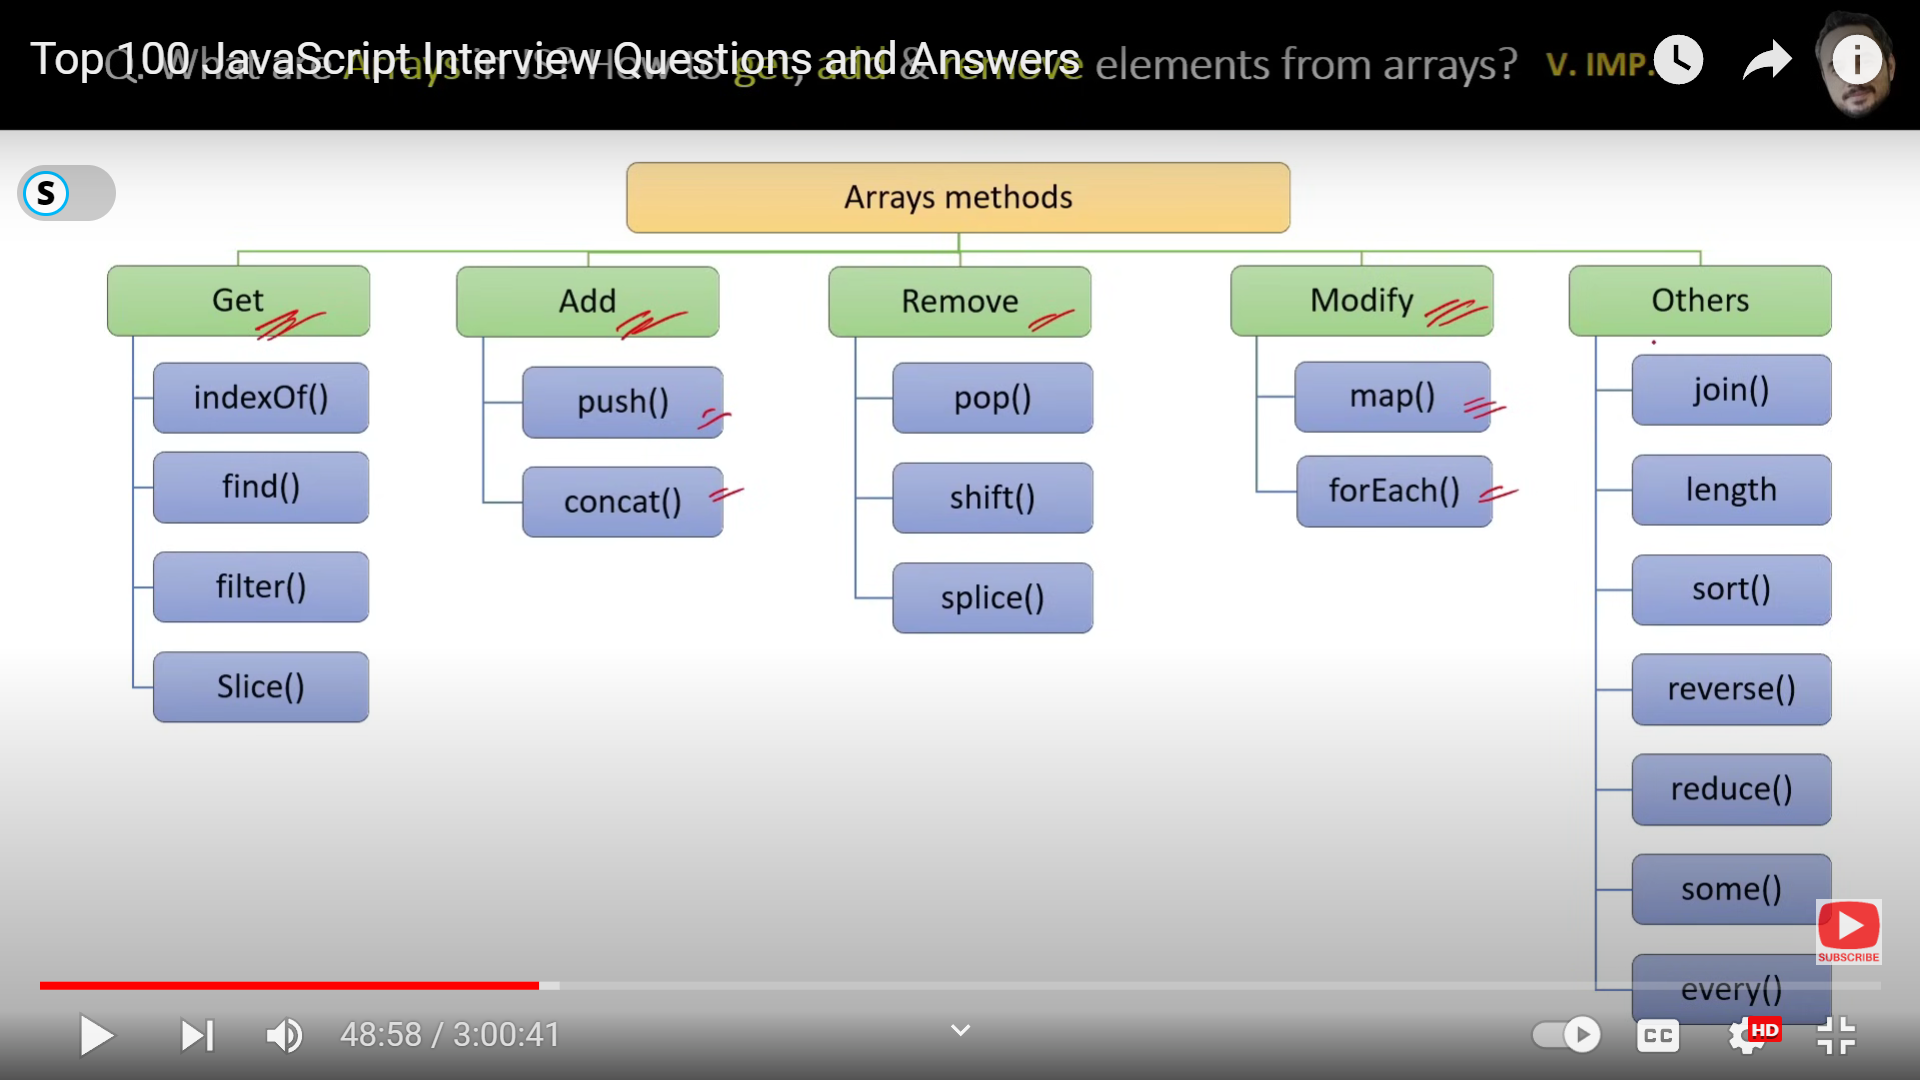 Top 100 JavaScript Interview Questions and Answers
Q. What are Arrays in JS? How to get, add & remove elements from arrays? V. IMP.
S
Arrays methods
Get
Add
Remove
Modify
Others
indexOf()
find()
filter()
Slice()
push()
concat()
pop()
shift()
splice()
map()
forEach()
join()
length
sort()
reverse()
reduce()
some()
every()
SUBSCRIBE
48:58 / 3:00:41
CC
HD